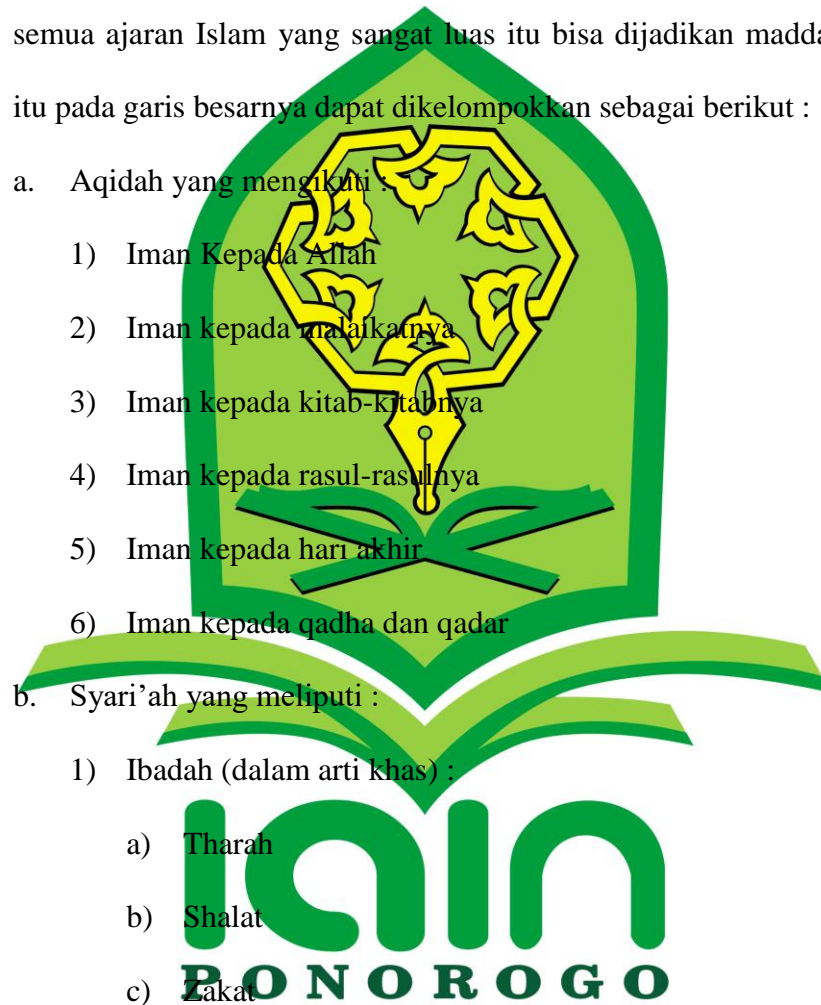 semua ajaran Islam yang sangat luas itu bisa dijadikan madda
itu pada garis besarnya dapat dikelompokkan sebagai berikut :
a. Aqidah yang mengikuti :
1) Iman Kepada Allah
2) Iman kepada malaikatnya
3) Iman kepada kitab-kitabnya
4) Iman kepada rasul-rasulnya
5) Iman kepada hari akhir
6) Iman kepada qadha dan qadar
b. Syari’ah yang meliputi :
1) Ibadah (dalam arti khas) :
a) Tharah
b) Shalat
c) Zakat
iain
PONOROGO